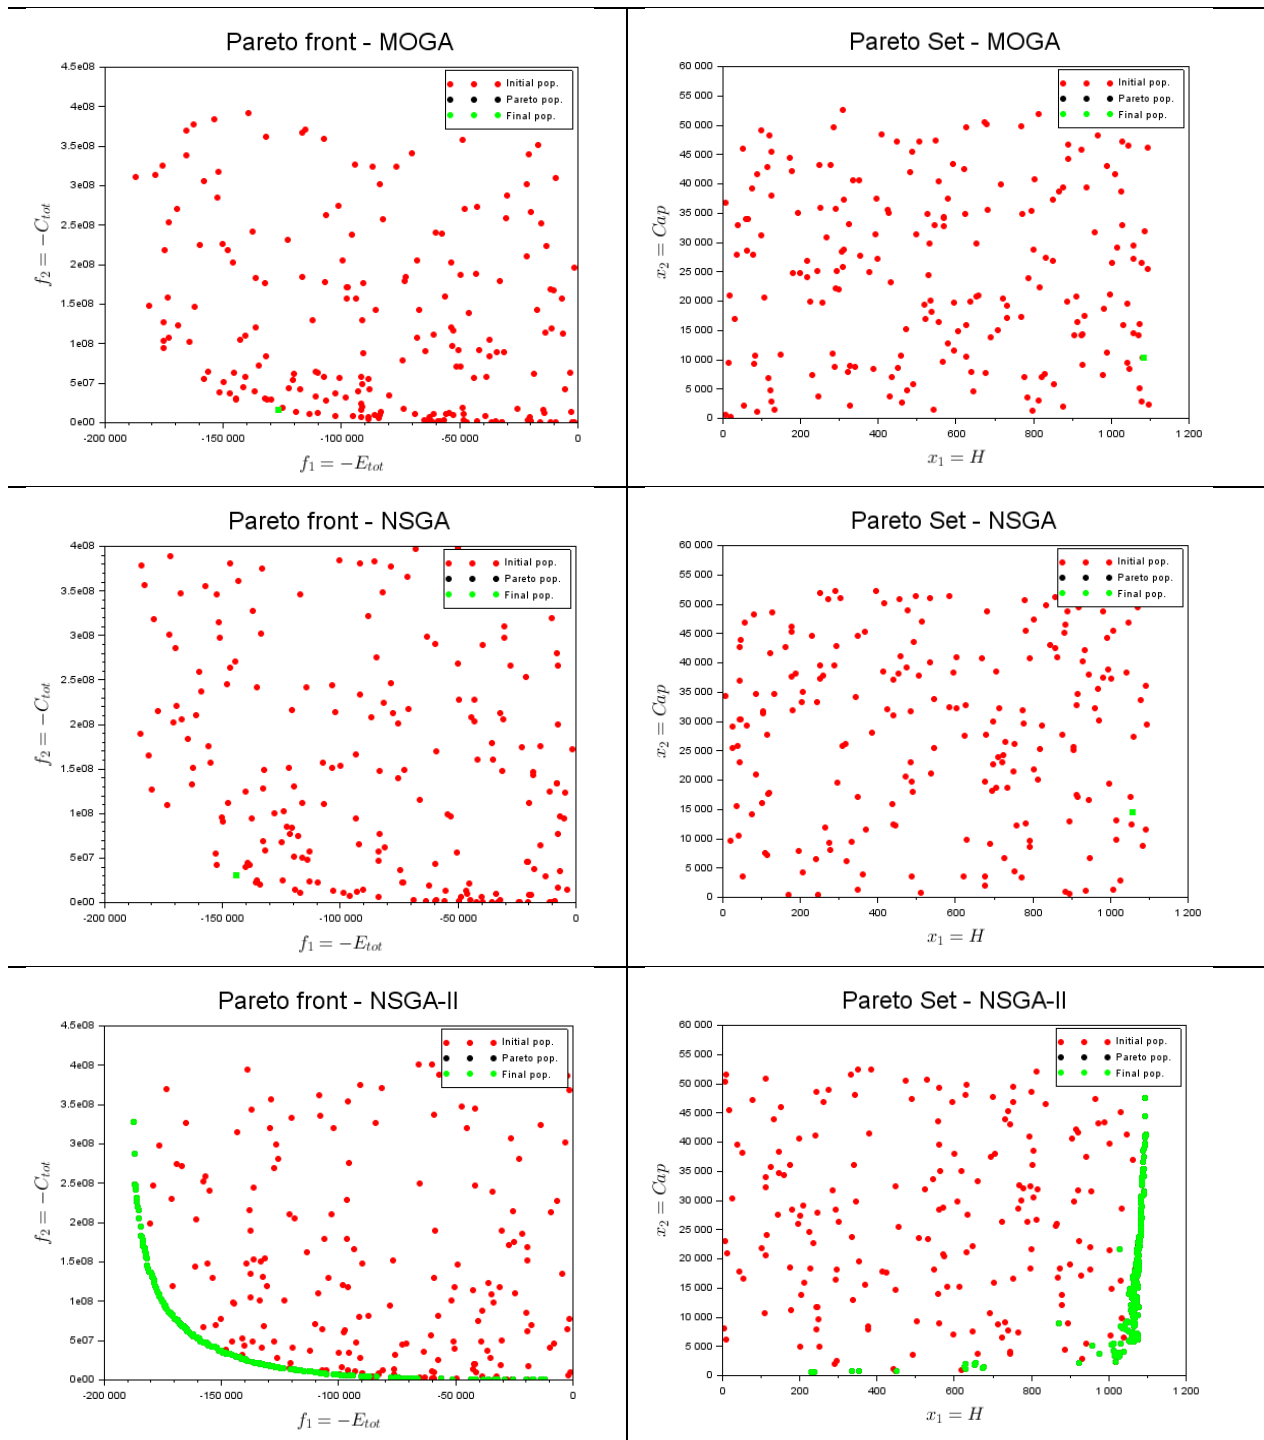 Pareto front - MOGA
4.5e08
4e08
3.5e08
3e08
2.5e08
2e08
1.5e08
1e08
5e07
0e00
-200 000
-150 000
-100 000
-50 000
0
f₂ = −C_tot
f₁ = −E_tot
Initial pop.
Pareto pop.
Final pop.
Pareto Set - MOGA
60 000
55 000
50 000
45 000
40 000
35 000
30 000
25 000
20 000
15 000
10 000
5 000
0
0
200
400
600
800
1 000
1 200
x₂ = Cap
x₁ = H
Initial pop.
Pareto pop.
Final pop.
Pareto front - NSGA
4e08
3.5e08
3e08
2.5e08
2e08
1.5e08
1e08
5e07
0e00
-200 000
-150 000
-100 000
-50 000
0
f₂ = −C_tot
f₁ = −E_tot
Initial pop.
Pareto pop.
Final pop.
Pareto Set - NSGA
60 000
55 000
50 000
45 000
40 000
35 000
30 000
25 000
20 000
15 000
10 000
5 000
0
0
200
400
600
800
1 000
1 200
x₂ = Cap
x₁ = H
Initial pop.
Pareto pop.
Final pop.
Pareto front - NSGA-II
4.5e08
4e08
3.5e08
3e08
2.5e08
2e08
1.5e08
1e08
5e07
0e00
-200 000
-150 000
-100 000
-50 000
0
f₂ = −C_tot
f₁ = −E_tot
Initial pop.
Pareto pop.
Final pop.
Pareto Set - NSGA-II
60 000
55 000
50 000
45 000
40 000
35 000
30 000
25 000
20 000
15 000
10 000
5 000
0
0
200
400
600
800
1 000
1 200
x₂ = Cap
x₁ = H
Initial pop.
Pareto pop.
Final pop.